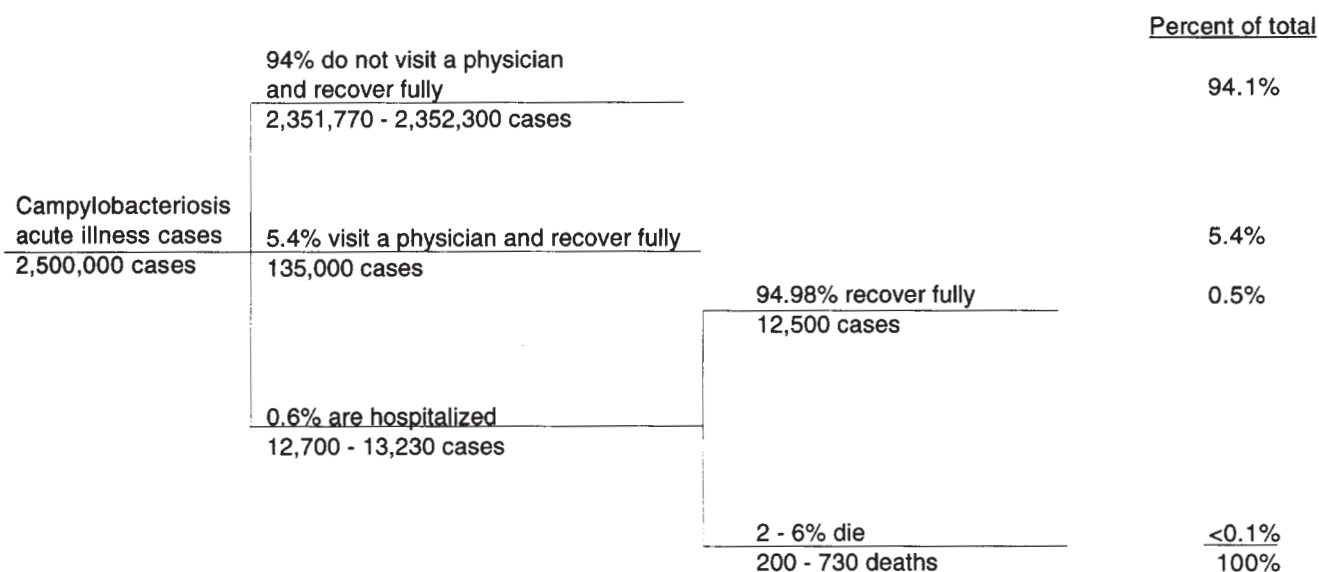 Percent of total
94% do not visit a physician
and recover fully
94.1%
2,351,770 - 2,352,300 cases
Campylobacteriosis
acute illness cases
5.4% visit a physician and recover fully
5.4%
2,500,000 cases
135,000 cases
94.98% recover fully
0.5%
12,500 cases
0.6% are hospitalized
12,700 - 13,230 cases
2 - 6% die
<0.1%
200 - 730 deaths
100%